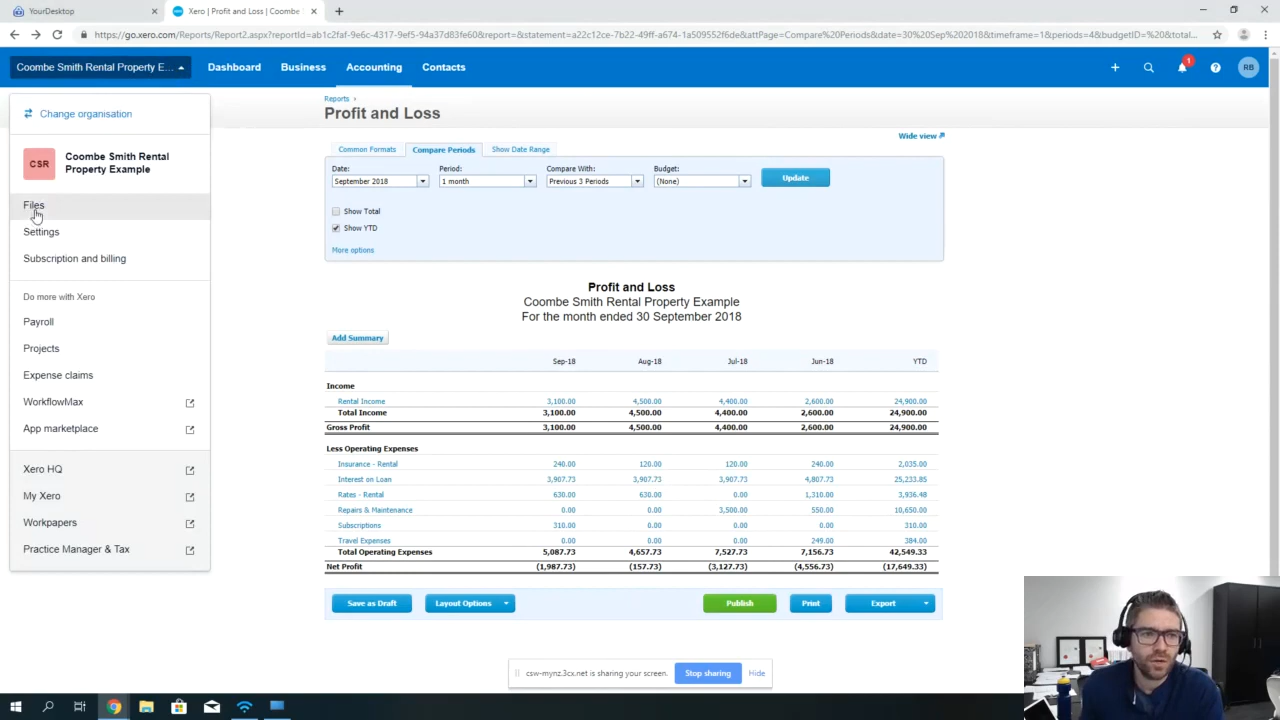 YourDesktop
Xero | Profit and Loss | Coombe S
https://go.xero.com/Reports/Report2.aspx?reportId=ab1c2faf-9e6c-4317-9ef5-94a37d83fe60&report=&statement=a22c12ce-7b22-49ff-a674-1a509552f6de&attPage=Compare Periods&date=30 Sep%202018&timeframe=1&periods=4&budgetID=%20&total...
Coombe Smith Rental Property E...
Dashboard
Business
Accounting
Contacts
1
RB
Change organisation
CSR
Coombe Smith Rental
Property Example
Files
Settings
Subscription and billing
Do more with Xero
Payroll
Projects
Expense claims
WorkflowMax
App marketplace
Xero HQ
My Xero
Workpapers
Practice Manager & Tax
Reports ›
Profit and Loss
Wide view
Common Formats
Compare Periods
Show Date Range
Date:
Period:
Compare With:
Budget:
September 2018
1 month
Previous 3 Periods
(None)
Update
Show Total
Show YTD
More options
Profit and Loss
Coombe Smith Rental Property Example
For the month ended 30 September 2018
Add Summary
Sep-18 Aug-18 Jul-18 Jun-18 YTD
Income
Rental Income 3,100.00 4,500.00 4,400.00 2,600.00 24,900.00
Total Income 3,100.00 4,500.00 4,400.00 2,600.00 24,900.00
Gross Profit 3,100.00 4,500.00 4,400.00 2,600.00 24,900.00
Less Operating Expenses
Insurance - Rental 240.00 120.00 120.00 240.00 2,035.00
Interest on Loan 3,907.73 3,907.73 3,907.73 4,807.73 25,233.85
Rates - Rental 630.00 630.00 0.00 1,310.00 3,936.48
Repairs & Maintenance 0.00 0.00 3,500.00 550.00 10,650.00
Subscriptions 310.00 0.00 0.00 0.00 310.00
Travel Expenses 0.00 0.00 0.00 249.00 384.00
Total Operating Expenses 5,087.73 4,657.73 7,527.73 7,156.73 42,549.33
Net Profit (1,987.73) (157.73) (3,127.73) (4,556.73) (17,649.33)
Save as Draft
Layout Options
Publish
Print
Export
csw-mynz.3cx.net is sharing your screen.
Stop sharing
Hide